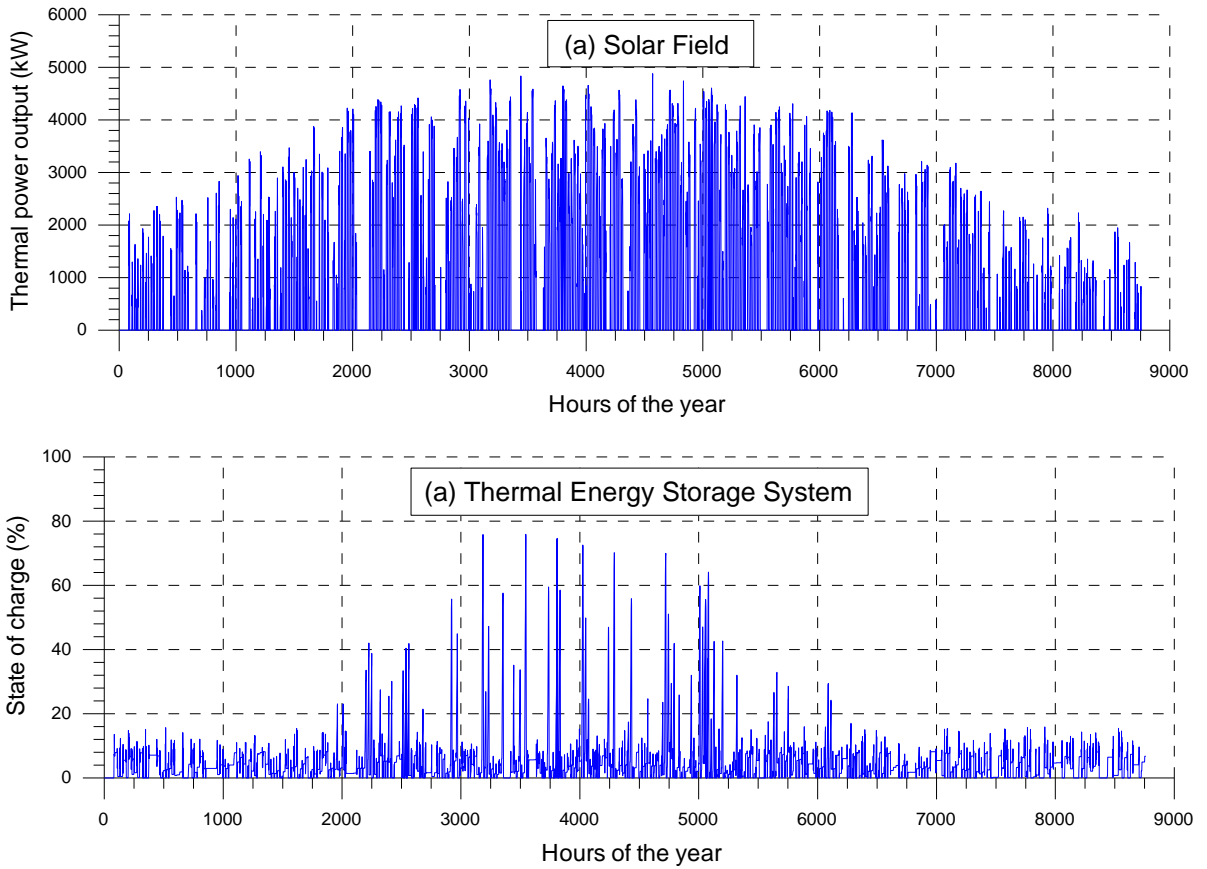 (a) Solar Field
Thermal power output (kW)
6000
5000
4000
3000
2000
1000
0
0 1000 2000 3000 4000 5000 6000 7000 8000 9000
Hours of the year
(a) Thermal Energy Storage System
State of charge (%)
100
80
60
40
20
0
0 1000 2000 3000 4000 5000 6000 7000 8000 9000
Hours of the year